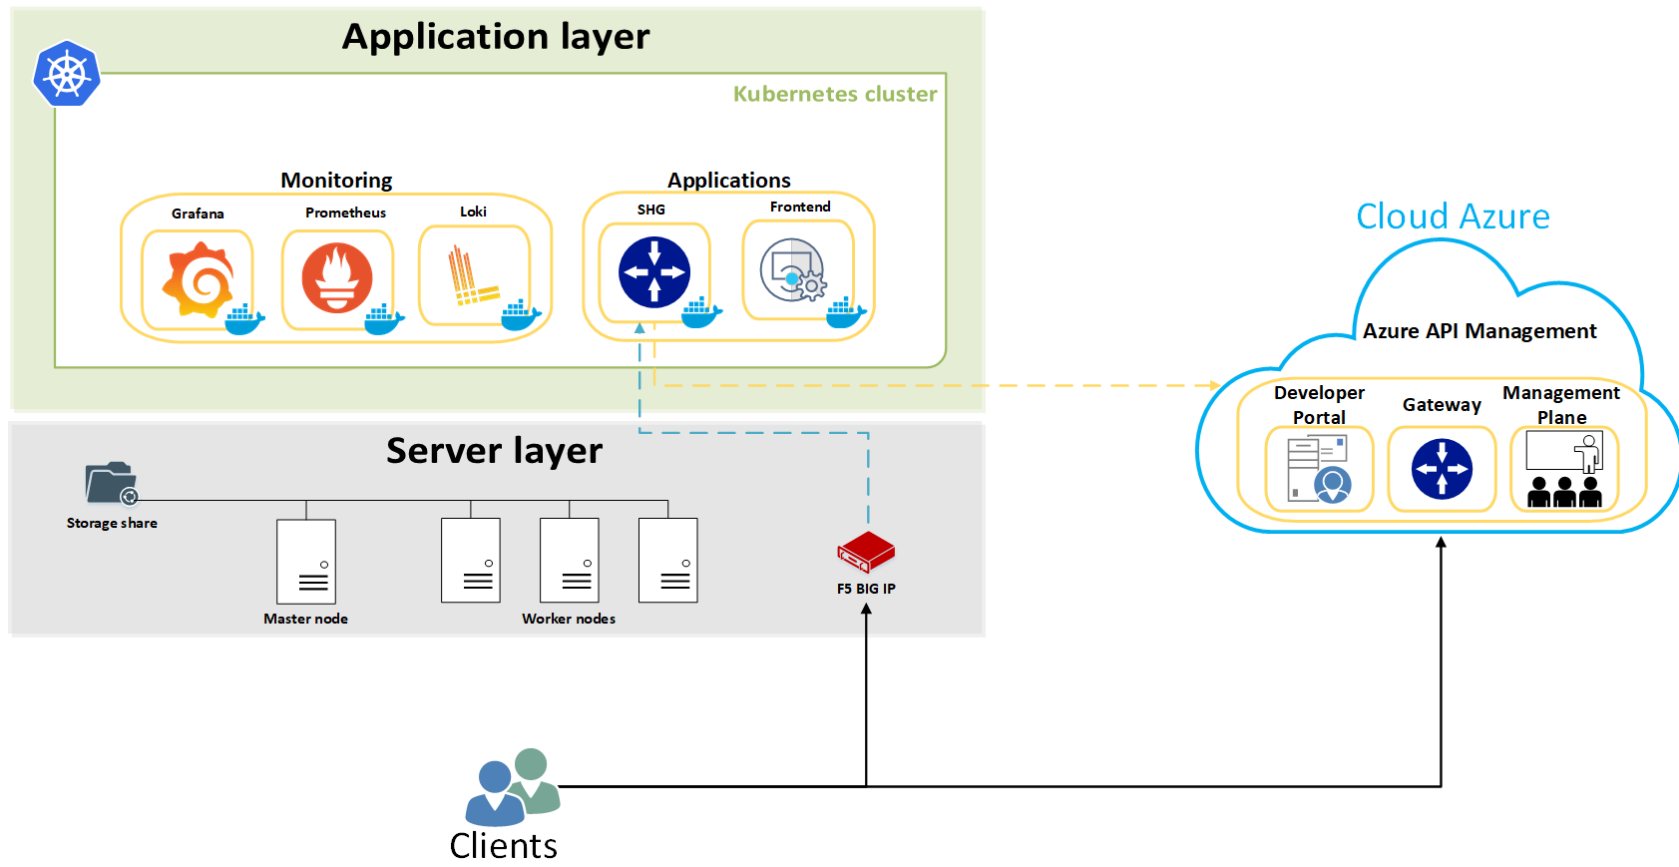 Application layer
Kubernetes cluster
Monitoring
Applications
Grafana
Prometheus
Loki
SHG
Frontend
Cloud Azure
Azure API Management
Developer
Portal
Gateway
Management
Plane
Server layer
Storage share
Master node
Worker nodes
F5 BIG IP
Clients